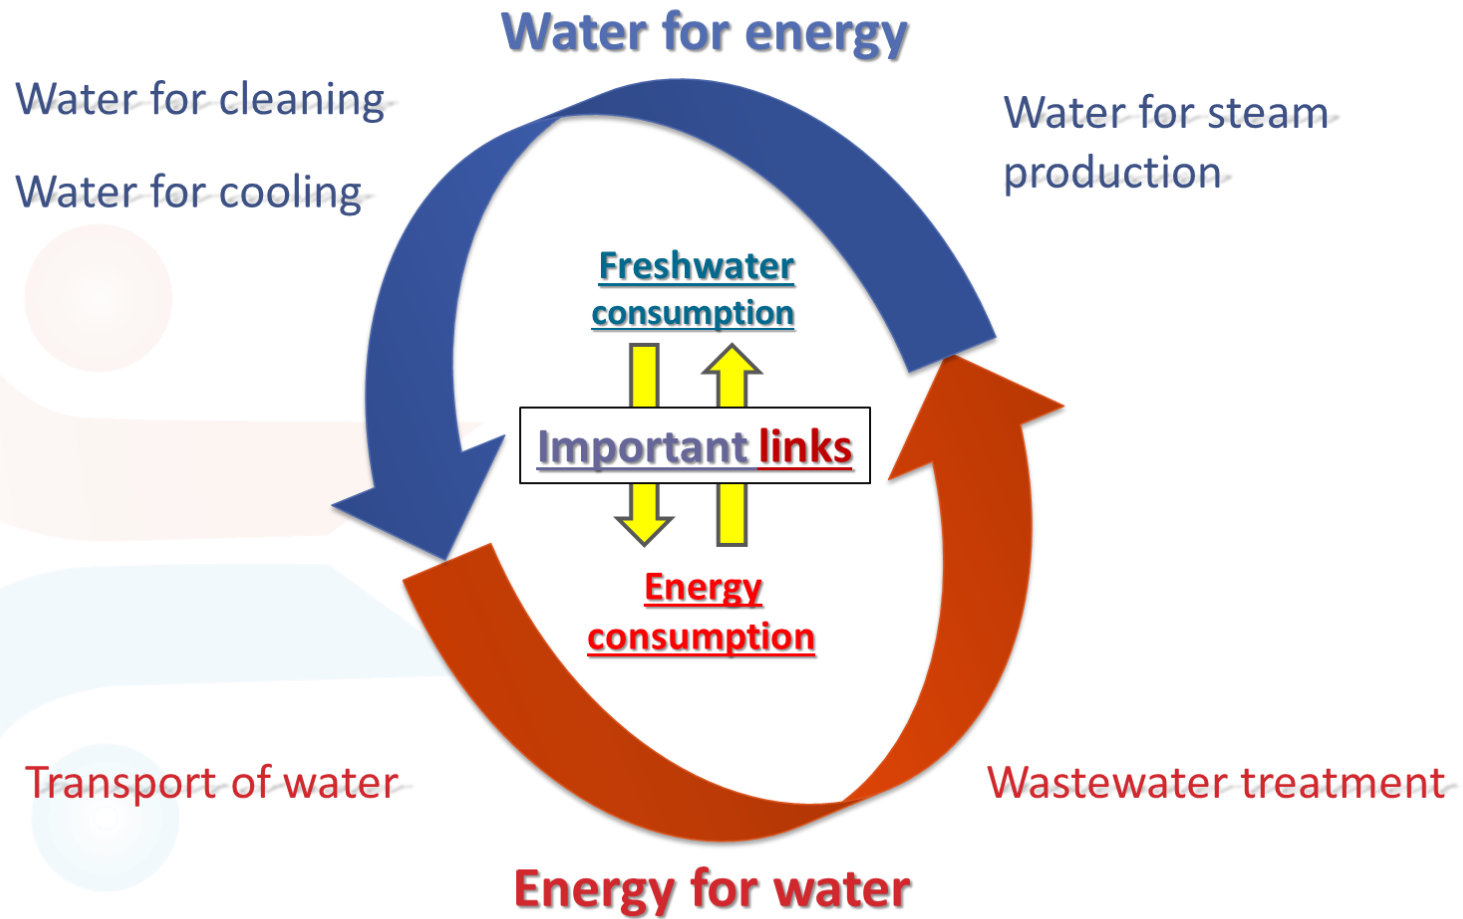 Water for energy
Water for cleaning
Water for steam
production
Water for cooling
Freshwater
consumption
Important links
Energy
consumption
Transport of water
Wastewater treatment
Energy for water